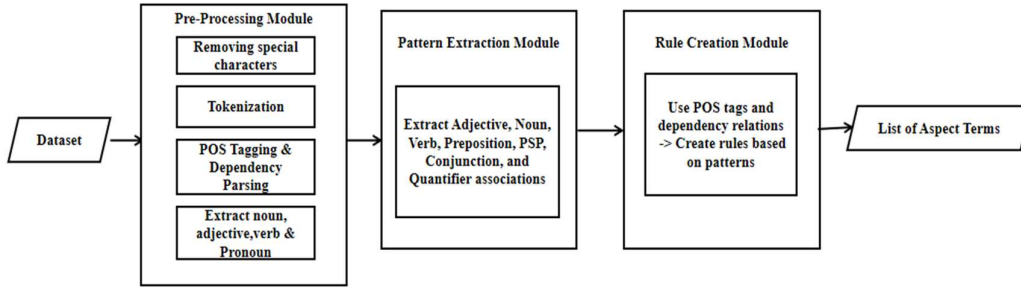 Dataset
Pre-Processing Module
Removing special
characters
Tokenization
POS Tagging &
Dependency
Parsing
Extract noun,
adjective,verb &
Pronoun
Pattern Extraction Module
Extract Adjective, Noun,
Verb, Preposition, PSP,
Conjunction, and
Quantifier associations
Rule Creation Module
Use POS tags and
dependency relations
-> Create rules based
on patterns
List of Aspect Terms